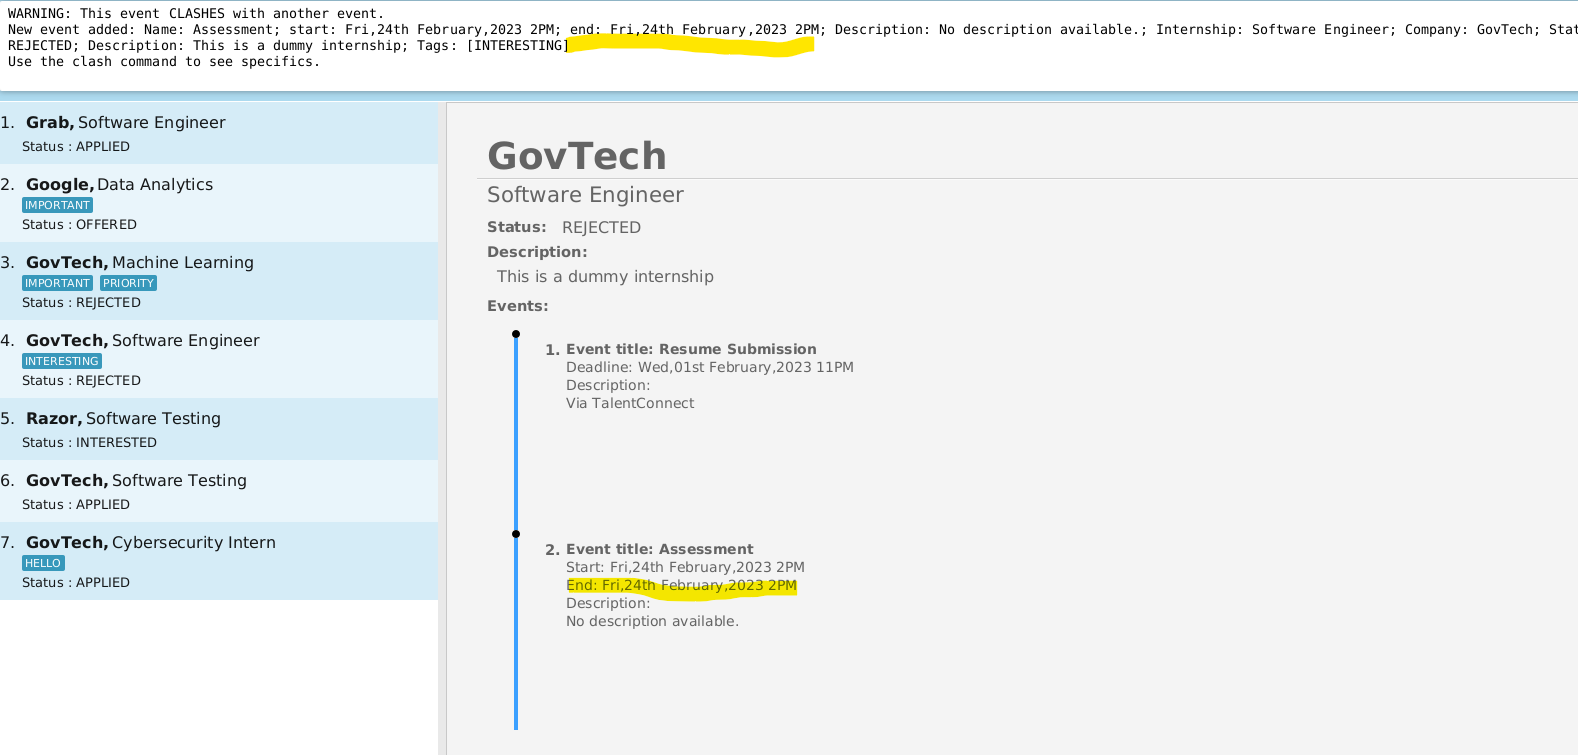 WARNING: This event CLASHES with another event.
New event added: Name: Assessment; start: Fri,24th February,2023 2PM; end: Fri,24th February,2023 2PM; Description: No description available.; Internship: Software Engineer; Company: GovTech; Stat
REJECTED; Description: This is a dummy internship; Tags: [INTERESTING]
Use the clash command to see specifics.
1. Grab, Software Engineer
Status : APPLIED
2. Google, Data Analytics
IMPORTANT
Status : OFFERED
3. GovTech, Machine Learning
IMPORTANT PRIORITY
Status : REJECTED
4. GovTech, Software Engineer
INTERESTING
Status : REJECTED
5. Razor, Software Testing
Status : INTERESTED
6. GovTech, Software Testing
Status : APPLIED
7. GovTech, Cybersecurity Intern
HELLO
Status : APPLIED
GovTech
Software Engineer
Status: REJECTED
Description:
This is a dummy internship
Events:
1. Event title: Resume Submission
Deadline: Wed,01st February,2023 11PM
Description:
Via TalentConnect
2. Event title: Assessment
Start: Fri,24th February,2023 2PM
End: Fri,24th February,2023 2PM
Description:
No description available.